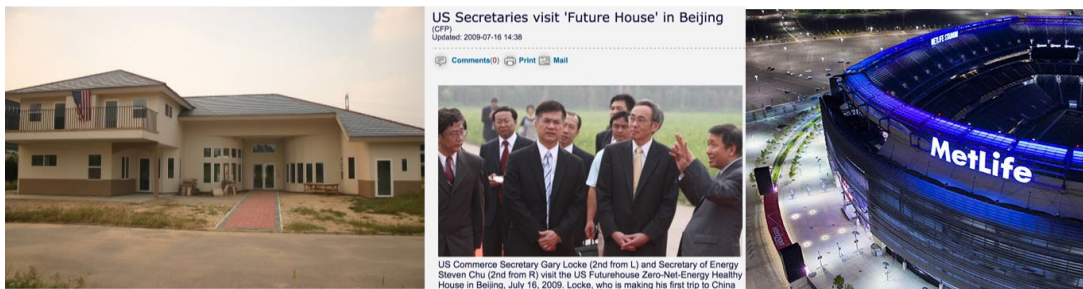 US Secretaries visit 'Future House' in Beijing
(CFP)
Updated: 2009-07-16 14:38
Comments(0) Print Mail
US Commerce Secretary Gary Locke (2nd from L) and Secretary of Energy
Steven Chu (2nd from R) visit the US Futurehouse Zero-Net-Energy Healthy
House in Beijing, July 16, 2009. Locke, who is making his first trip to China
METLIFE STADIUM
MetLife
verizon